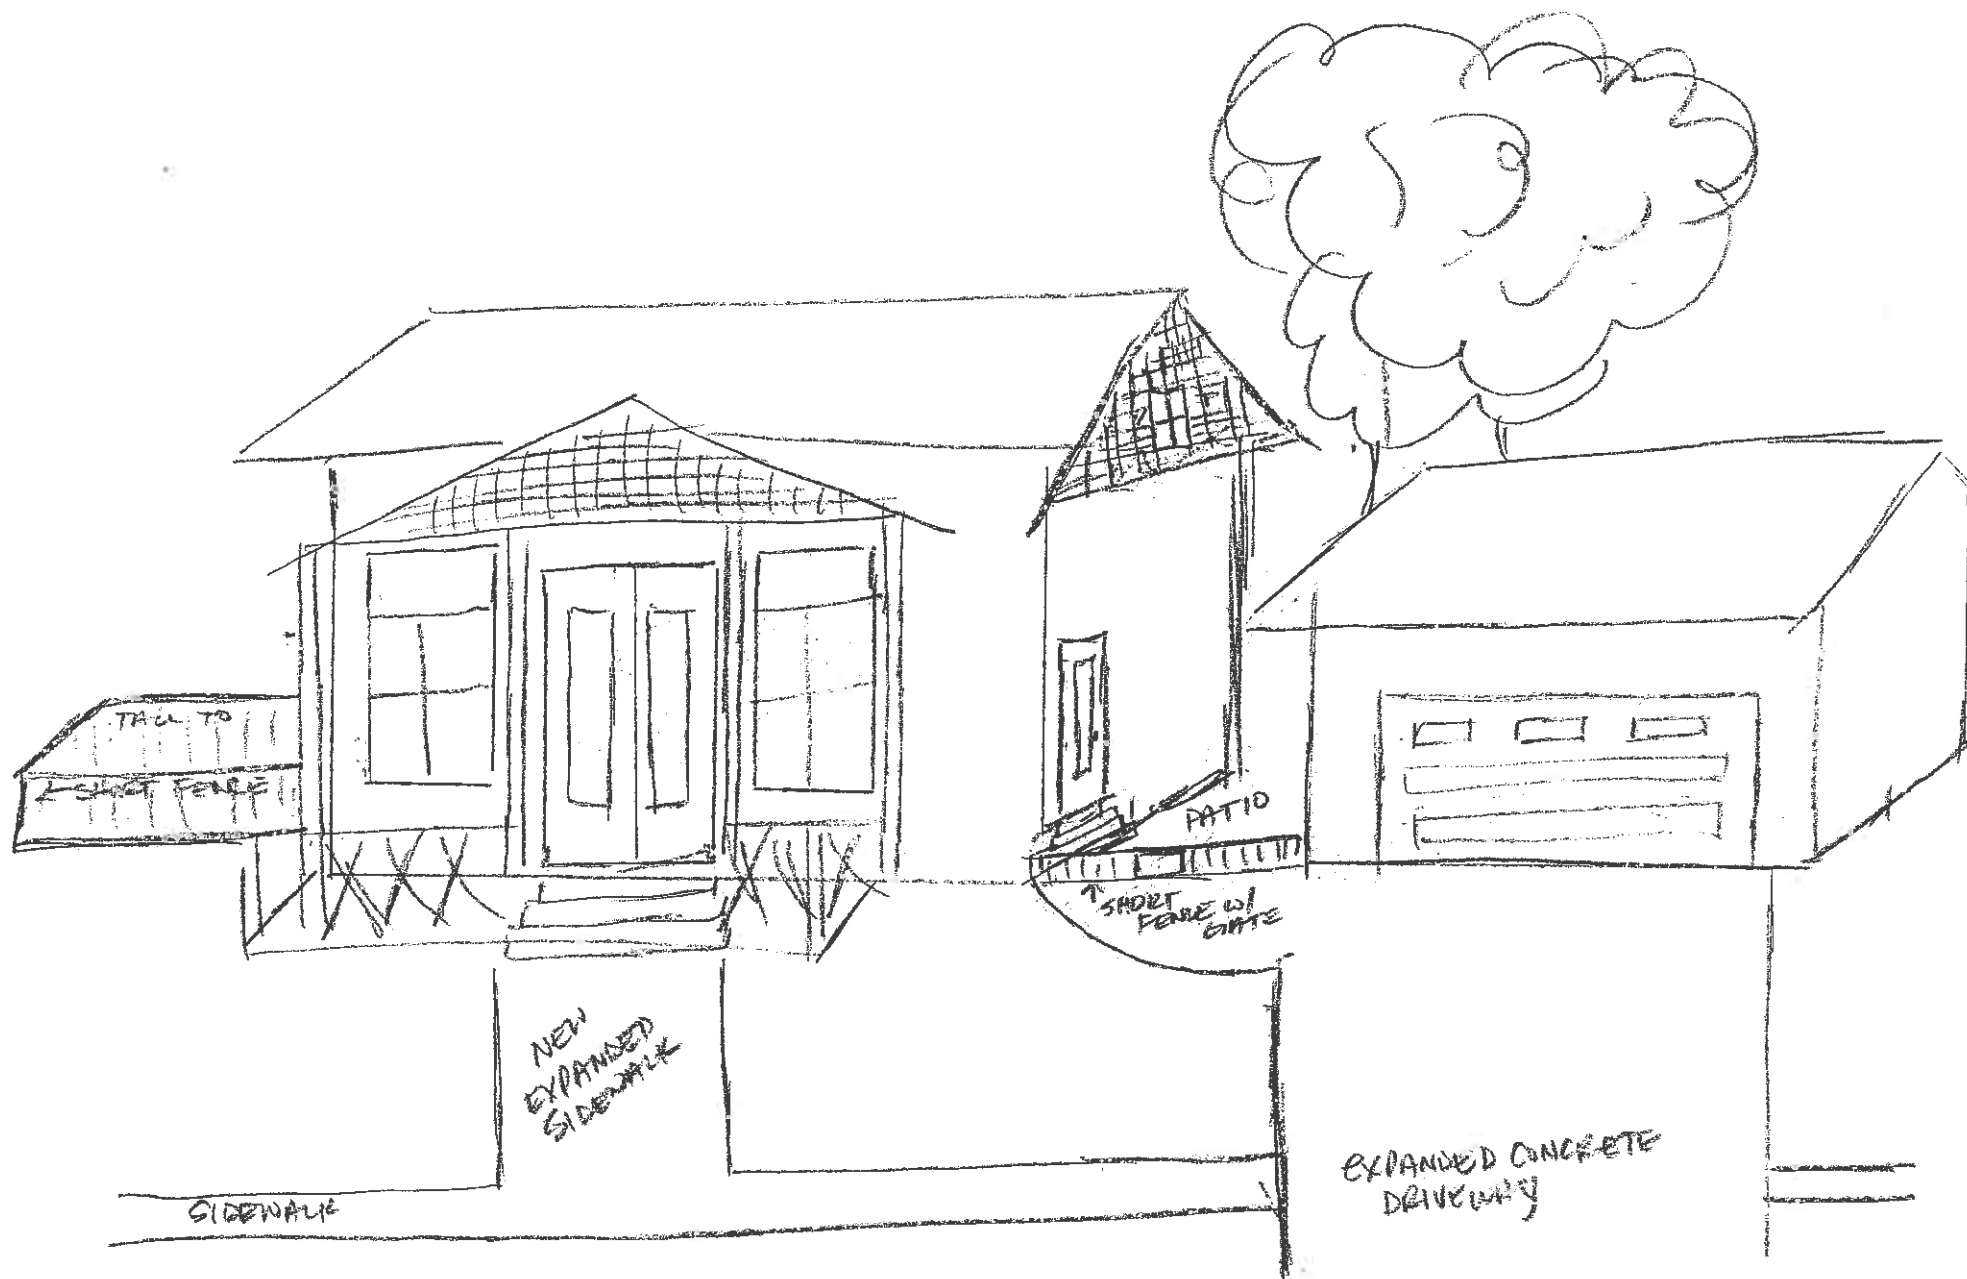 TALL TO
& SHORT FENCE
PATIO
SHORT
FENCE W/
GATE
NEW
EXPANDED
SIDEWALK
EXPANDED CONCRETE
DRIVEWAY
SIDEWALK